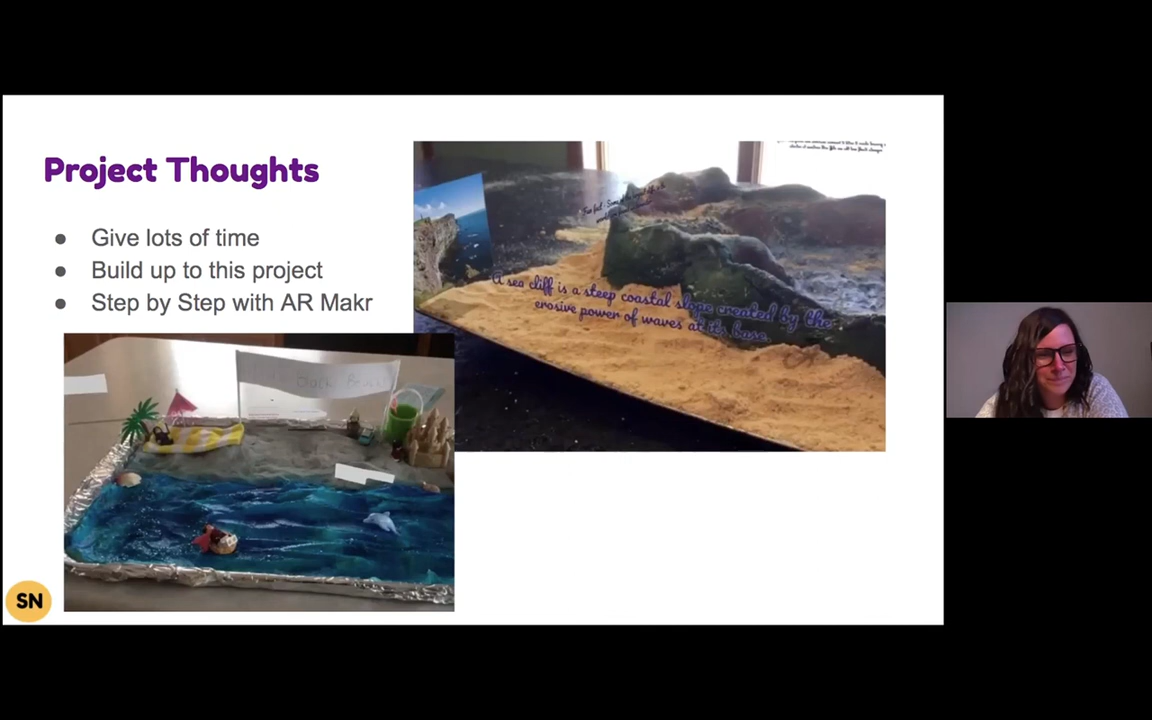 Project Thoughts
● Give lots of time
● Build up to this project
● Step by Step with AR Makr
A sea cliff is a steep coastal slope created by the
erosive power of waves at its base.
SN